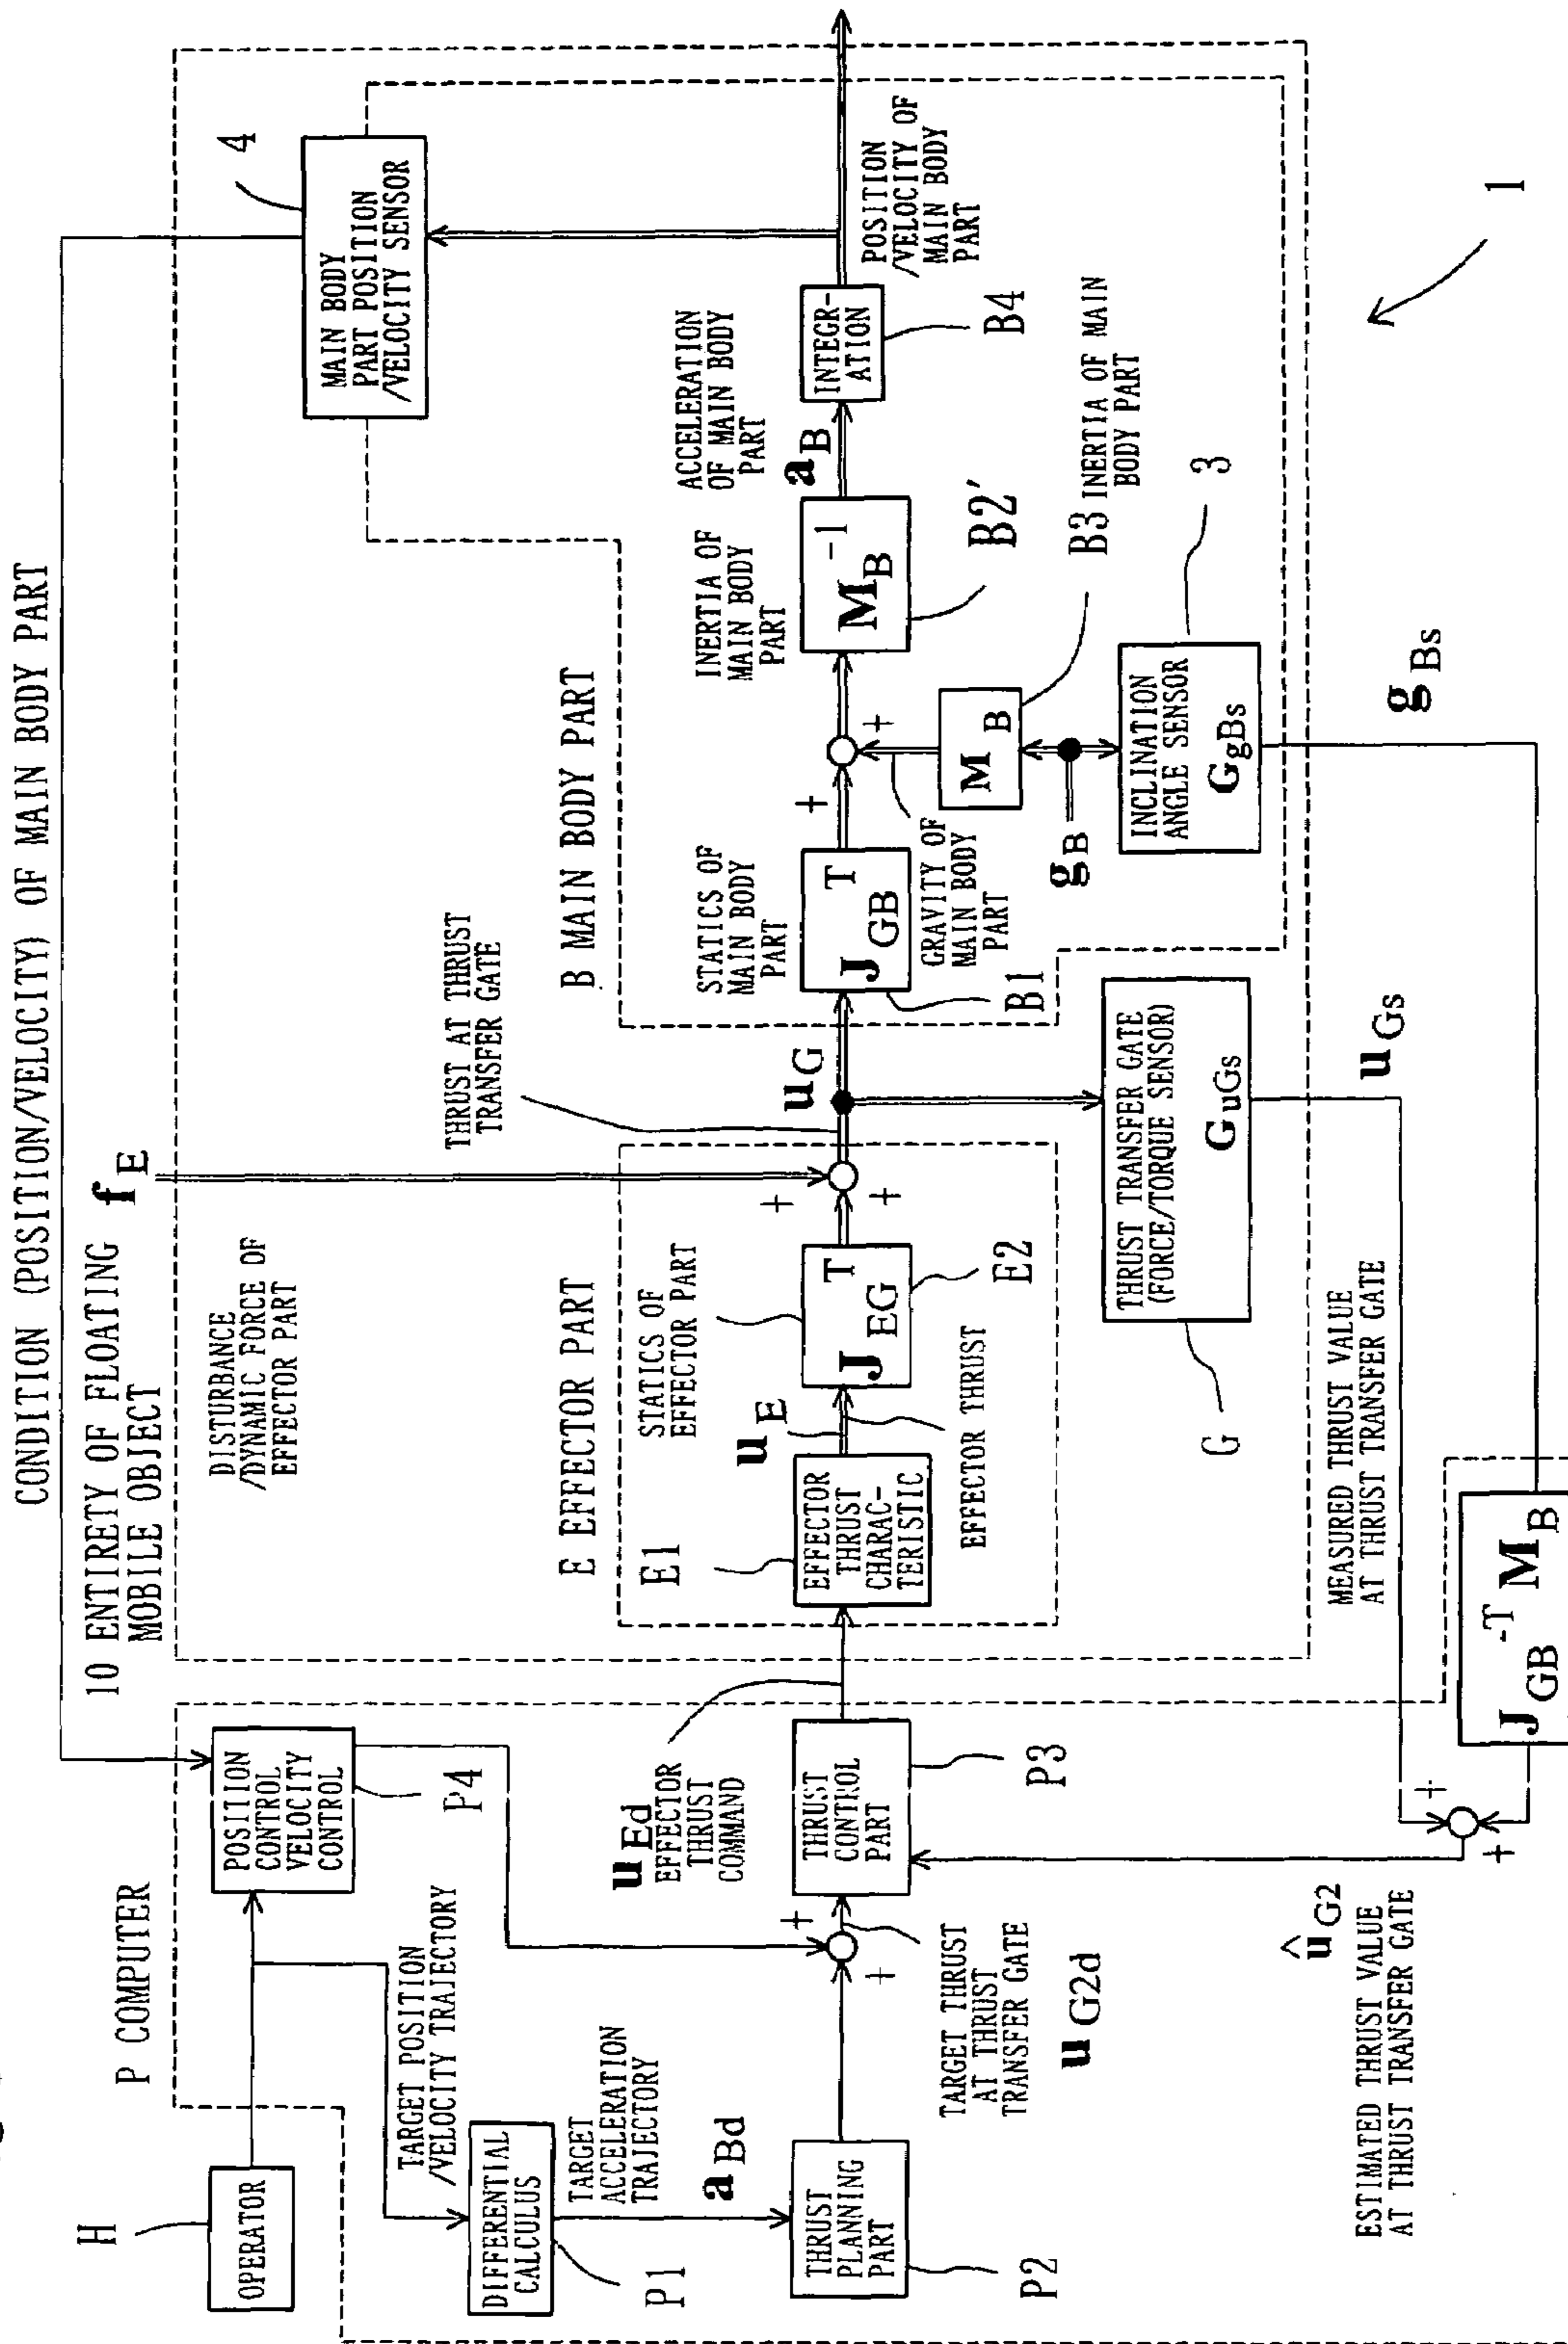 CONDITION (POSITION/VELOCITY) OF MAIN BODY PART
10 ENTIRETY OF FLOATING
MOBILE OBJECT
f E
DISTURBANCE
/DYNAMIC FORCE OF
EFFECTOR PART
4
MAIN BODY
PART POSITION
/VELOCITY SENSOR
P COMPUTER
H
OPERATOR
POSITION
CONTROL
VELOCITY
CONTROL
P4
TARGET POSITION
/VELOCITY TRAJECTORY
DIFFERENTIAL
CALCULUS
P1
TARGET
ACCELERATION
TRAJECTORY
a Bd
THRUST
PLANNING
PART
P2
+
+
TARGET THRUST
AT THRUST
TRANSFER GATE
u G2d
THRUST
CONTROL
PART
P3
u Ed
EFFECTOR
THRUST
COMMAND
E EFFECTOR PART
E1
EFFECTOR
THRUST
CHARAC-
TERISTIC
u E
EFFECTOR THRUST
STATICS OF
EFFECTOR PART
J EG T
E2
+
+
THRUST AT THRUST
TRANSFER GATE
u G
B MAIN BODY PART
STATICS OF
MAIN BODY
PART
J GB T
B1
+
+
GRAVITY OF
MAIN BODY
PART
INERTIA OF
MAIN BODY
PART
M B -1
B2'
M B
B3 INERTIA OF MAIN
BODY PART
g B
INCLINATION
ANGLE SENSOR
G gBs
3
ACCELERATION
OF MAIN BODY
PART
a B
INTEGR-
ATION
B4
POSITION
/VELOCITY OF
MAIN BODY
PART
THRUST TRANSFER GATE
(FORCE/TORQUE SENSOR)
G uGs
G
MEASURED THRUST VALUE
AT THRUST TRANSFER GATE
u Gs
g Bs
1
J GB -T M B
+
+
û G2
ESTIMATED THRUST VALUE
AT THRUST TRANSFER GATE